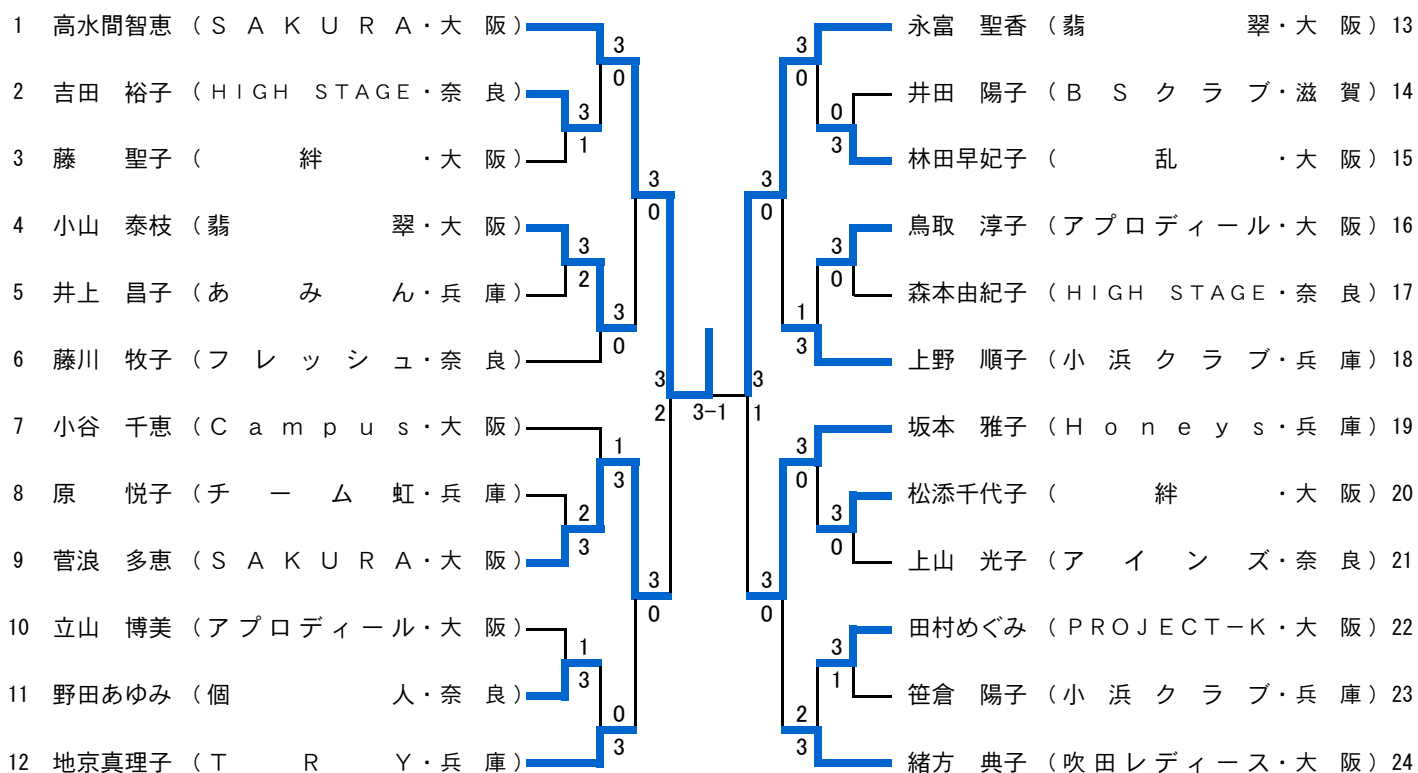 1 高水間智恵 (SAKURA・大阪)
3
0
2 吉田 裕子 (HIGH STAGE・奈良)
3
1
3 藤 聖子 (絆・大阪)
3
0
4 小山 泰枝 (翡翠・大阪)
3
2
5 井上 昌子 (あみん・兵庫)
3
0
6 藤川 牧子 (フレッシュ・奈良)
3
2
7 小谷 千恵 (Campus・大阪)
1
3
8 原 悦子 (チーム虹・兵庫)
2
3
9 菅浪 多恵 (SAKURA・大阪)
3
0
10 立山 博美 (アプロディール・大阪)
1
3
11 野田あゆみ (個人・奈良)
0
3
12 地京真理子 (TRY・兵庫)
3-1
永富 聖香 (翡翠・大阪) 13
3
0
井田 陽子 (BSクラブ・滋賀) 14
0
3
林田早妃子 (乱・大阪) 15
3
0
鳥取 淳子 (アプロディール・大阪) 16
3
0
森本由紀子 (HIGH STAGE・奈良) 17
1
3
上野 順子 (小浜クラブ・兵庫) 18
3
1
坂本 雅子 (Honeys・兵庫) 19
3
0
松添千代子 (絆・大阪) 20
3
0
上山 光子 (アインズ・奈良) 21
3
0
田村めぐみ (PROJECT-K・大阪) 22
3
1
笹倉 陽子 (小浜クラブ・兵庫) 23
2
3
緒方 典子 (吹田レディース・大阪) 24